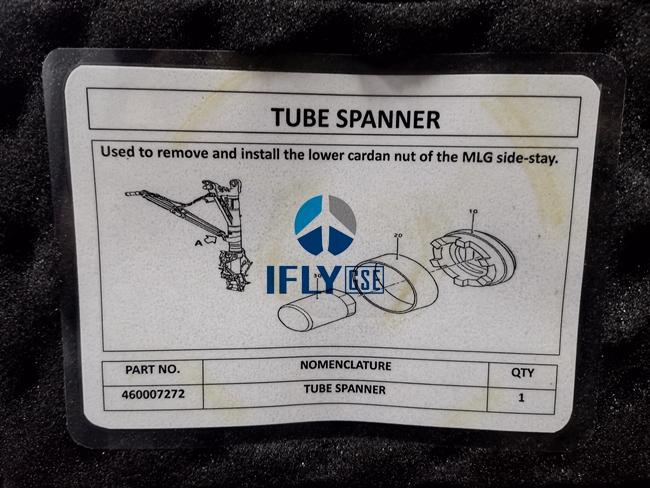 TUBE SPANNER
Used to remove and install the lower cardan nut of the MLG side-stay.
10
20
A
IFLY GSE
30
PART NO. NOMENCLATURE QTY
460007272 TUBE SPANNER 1